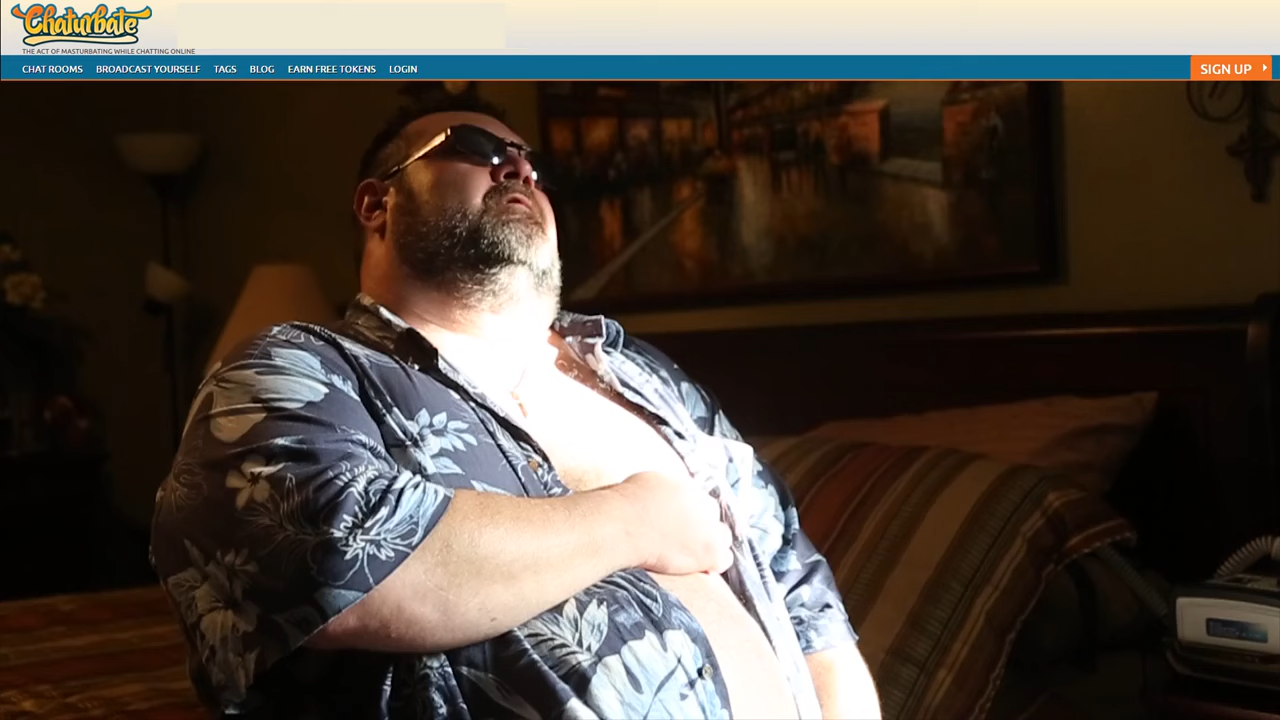 Chaturbate
THE ACT OF MASTURBATING WHILE CHATTING ONLINE
CHAT ROOMS BROADCAST YOURSELF TAGS BLOG EARN FREE TOKENS LOGIN SIGN UP